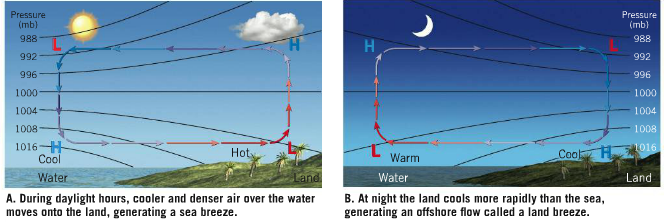 Pressure
(mb)
988
992
996
1000
1004
1008
1016
L
H
H
L
Cool
Hot
Water
Land
A. During daylight hours, cooler and denser air over the water
moves onto the land, generating a sea breeze.
Pressure
(mb)
988
992
996
1000
1004
1008
1016
H
L
L
H
Warm
Cool
Water
Land
B. At night the land cools more rapidly than the sea,
generating an offshore flow called a land breeze.